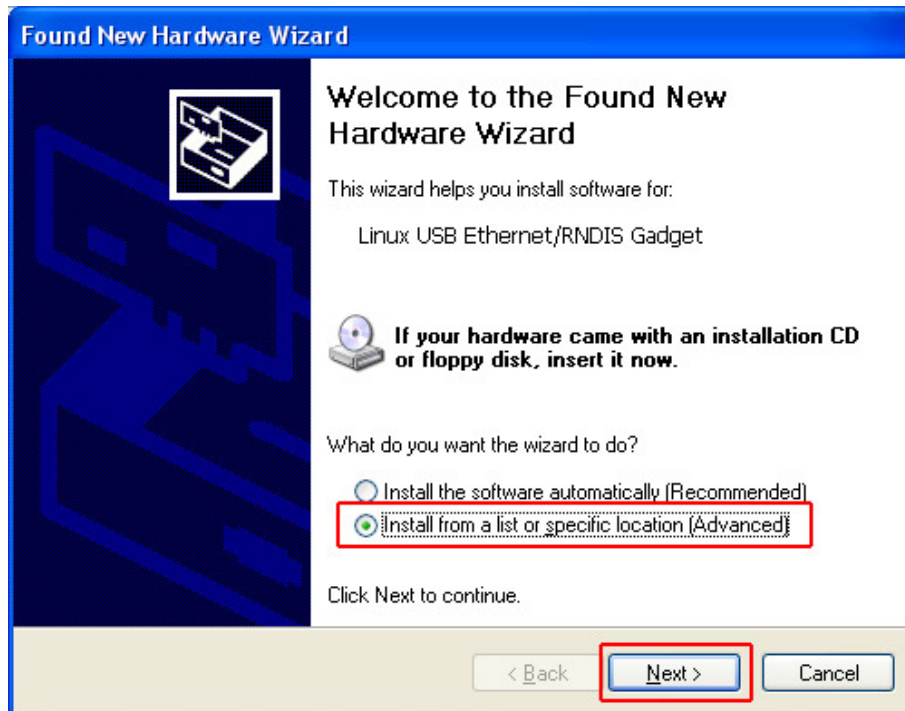 Found New Hardware Wizard
Welcome to the Found New
Hardware Wizard
This wizard helps you install software for:
Linux USB Ethernet/RNDIS Gadget
If your hardware came with an installation CD
or floppy disk, insert it now.
What do you want the wizard to do?
Install the software automatically (Recommended)
Install from a list or specific location (Advanced)
Click Next to continue.
< Back Next > Cancel